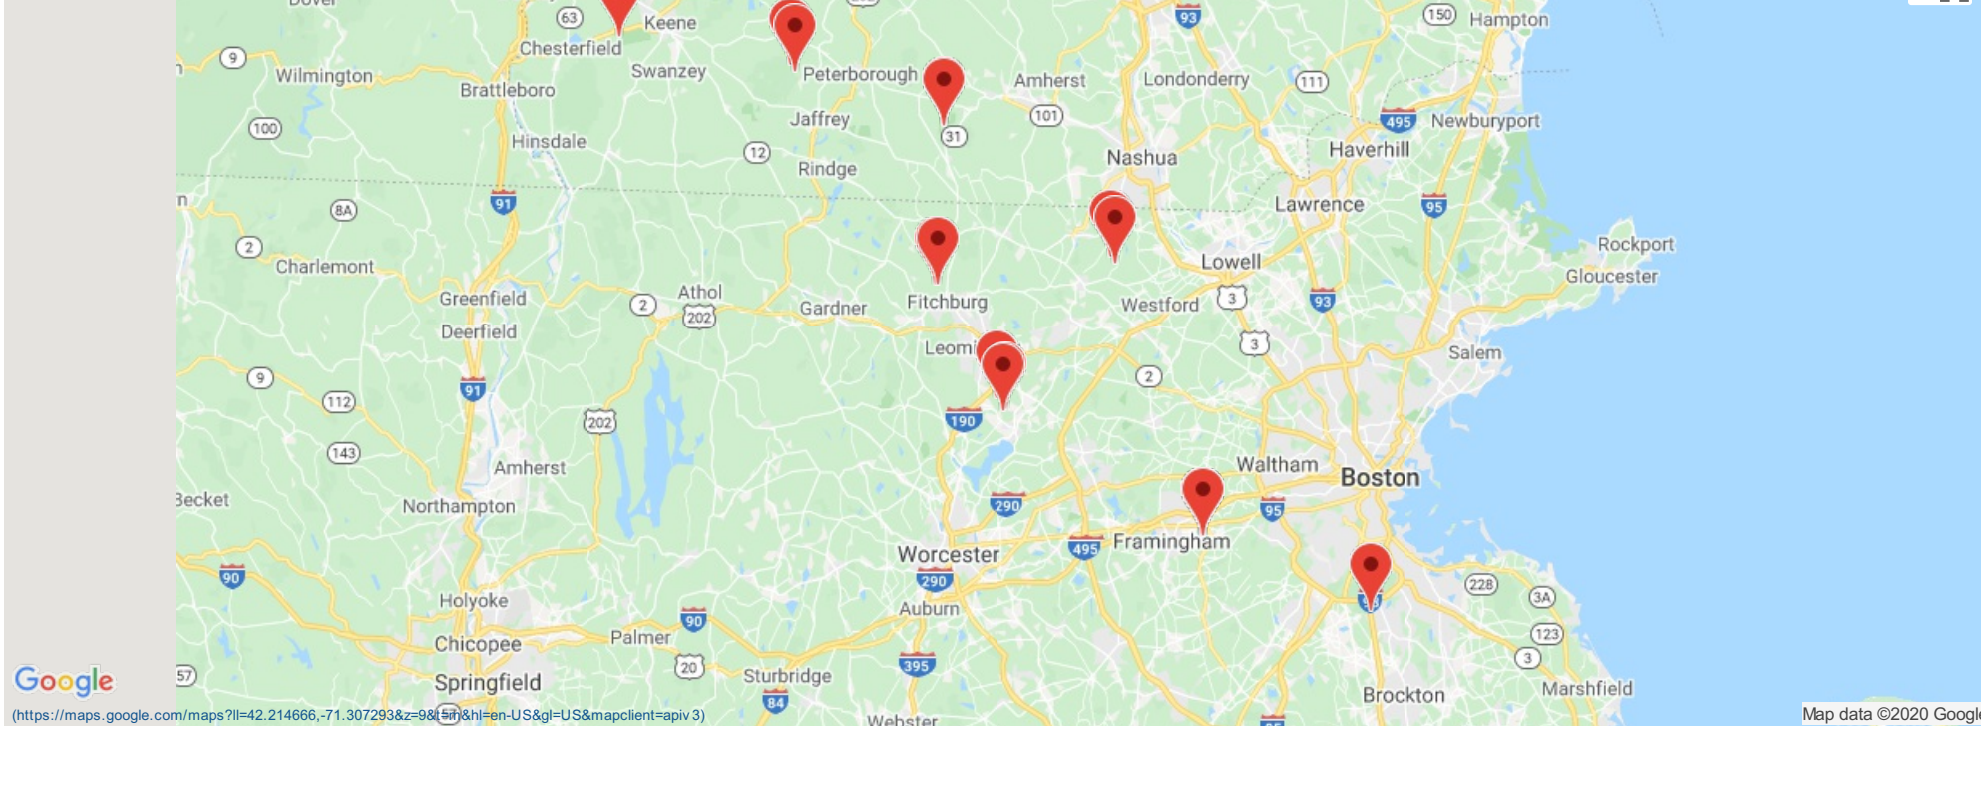 Dover
63
Keene
93
150
Hampton
Chesterfield
9
Wilmington
Swanzey
Peterborough
Amherst
Londonderry
111
Brattleboro
100
Jaffrey
101
495
Newburyport
31
Hinsdale
12
Haverhill
Nashua
Rindge
91
8A
Lawrence
95
2
Rockport
Charlemont
Lowell
Gloucester
Greenfield
2
Athol
202
Gardner
Fitchburg
Westford
3
93
Deerfield
Leomi
3
Salem
9
91
2
112
202
190
143
Amherst
Waltham
Boston
Becket
Northampton
290
95
Worcester
495
Framingham
90
290
228
3A
Holyoke
Auburn
90
Chicopee
Palmer
123
3
57
20
395
Google
Springfield
Sturbridge
Brockton
Marshfield
84
(https://maps.google.com/maps?ll=42.214666,-71.307293&z=9&t=m&hl=en-US&gl=US&mapclient=apiv3)
Webster
Map data ©2020 Google